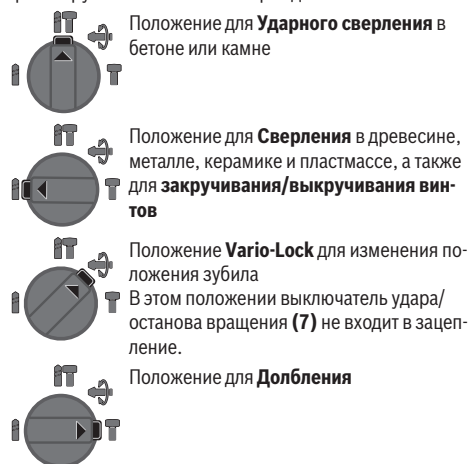 Положение для Ударного сверления в
бетоне или камне
Положение для Сверления в древесине,
металле, керамике и пластмассе, а также
для закручивания/выкручивания вин-
тов
Положение Vario-Lock для изменения по-
ложения зубила
В этом положении выключатель удара/
останова вращения (7) не входит в зацеп-
ление.
Положение для Долбления